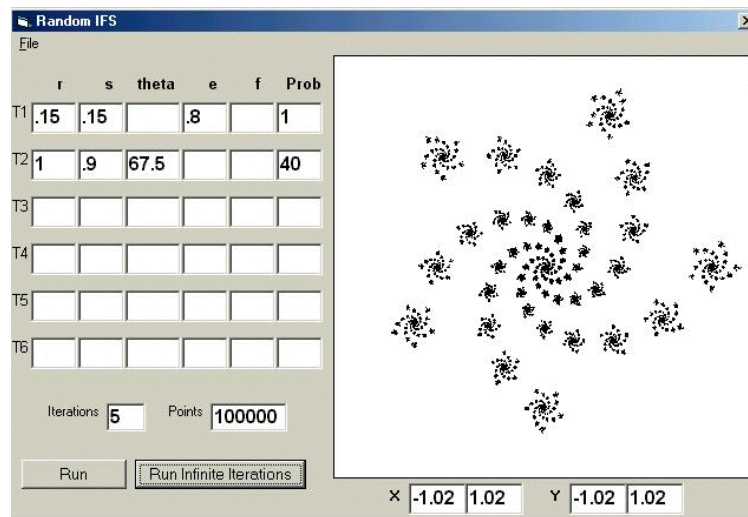 Random IFS
File
r s theta e f Prob
T1 .15 .15 .8 1
T2 1 .9 67.5 40
T3
T4
T5
T6
Iterations 5 Points 100000
Run Run Infinite Iterations
X -1.02 1.02 Y -1.02 1.02